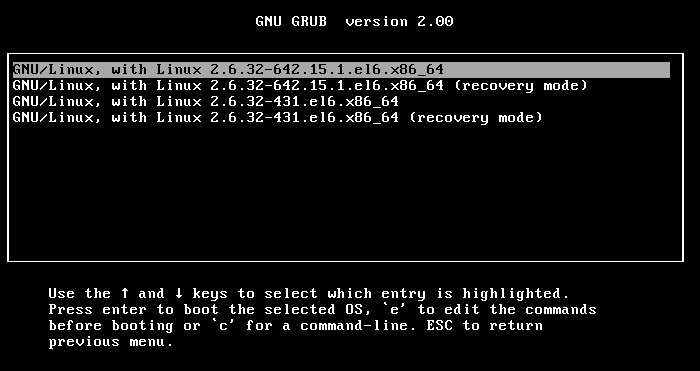 GNU GRUB  version 2.00
GNU/Linux, with Linux 2.6.32-642.15.1.el6.x86_64
GNU/Linux, with Linux 2.6.32-642.15.1.el6.x86_64 (recovery mode)
GNU/Linux, with Linux 2.6.32-431.el6.x86_64
GNU/Linux, with Linux 2.6.32-431.el6.x86_64 (recovery mode)
Use the ↑ and ↓ keys to select which entry is highlighted.
Press enter to boot the selected OS, `e' to edit the commands
before booting or `c' for a command-line. ESC to return
previous menu.